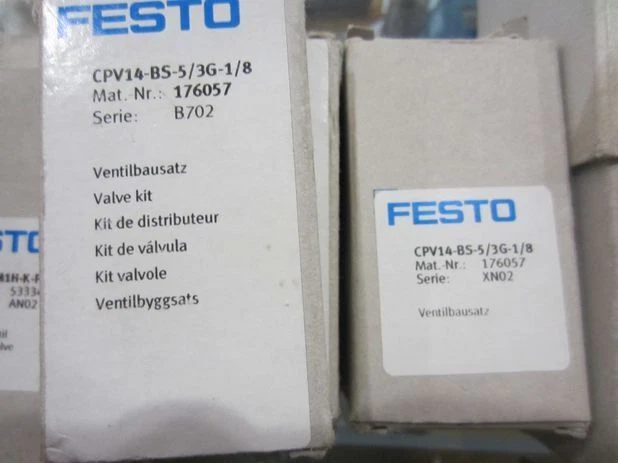 FESTO
CPV14-BS-5/3G-1/8
Mat.-Nr.: 176057
Serie: B702
Ventilbausatz
Valve kit
Kit de distributeur
Kit de válvula
Kit valvole
Ventilbyggsats
FESTO
CPV14-BS-5/3G-1/8
Mat.-Nr.: 176057
Serie: XN02
Ventilbausatz
AN02